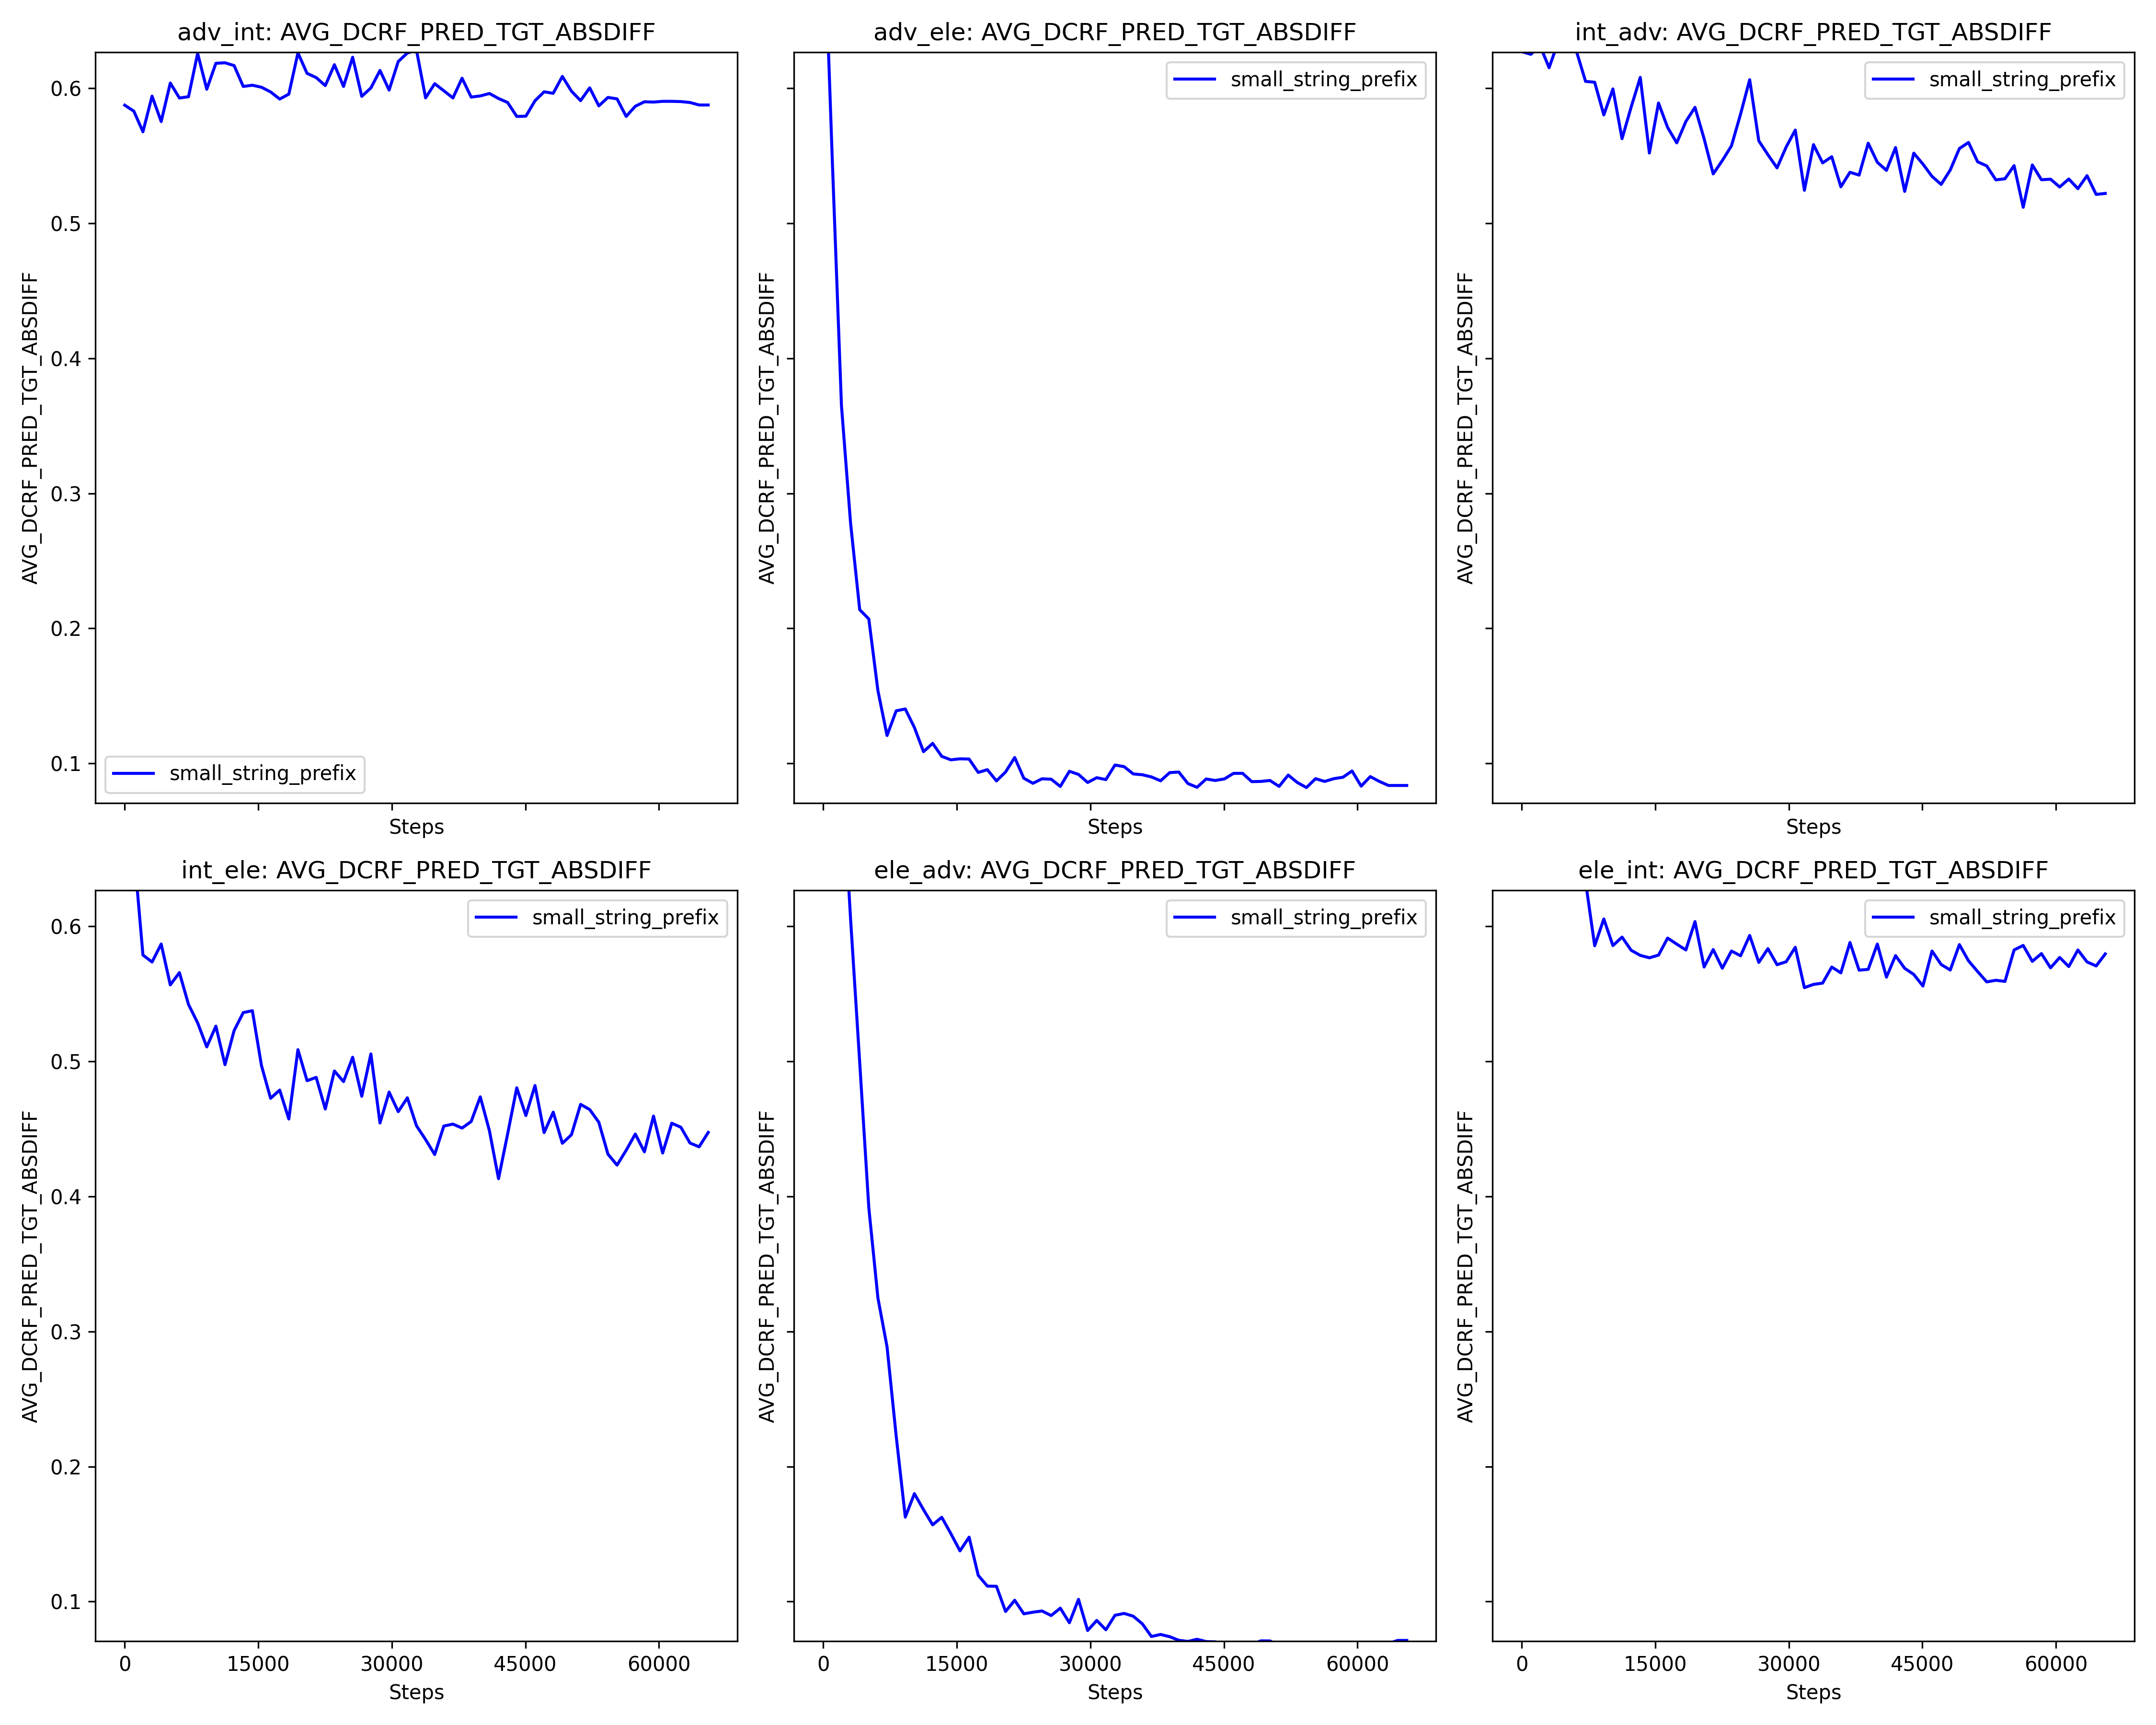 adv_int: AVG_DCRF_PRED_TGT_ABSDIFF
AVG_DCRF_PRED_TGT_ABSDIFF
0.6
0.5
0.4
0.3
0.2
0.1
small_string_prefix
Steps
adv_ele: AVG_DCRF_PRED_TGT_ABSDIFF
AVG_DCRF_PRED_TGT_ABSDIFF
small_string_prefix
Steps
int_adv: AVG_DCRF_PRED_TGT_ABSDIFF
AVG_DCRF_PRED_TGT_ABSDIFF
small_string_prefix
Steps
int_ele: AVG_DCRF_PRED_TGT_ABSDIFF
AVG_DCRF_PRED_TGT_ABSDIFF
small_string_prefix
0.6
0.5
0.4
0.3
0.2
0.1
0 15000 30000 45000 60000
Steps
ele_adv: AVG_DCRF_PRED_TGT_ABSDIFF
AVG_DCRF_PRED_TGT_ABSDIFF
small_string_prefix
0 15000 30000 45000 60000
Steps
ele_int: AVG_DCRF_PRED_TGT_ABSDIFF
AVG_DCRF_PRED_TGT_ABSDIFF
small_string_prefix
0 15000 30000 45000 60000
Steps